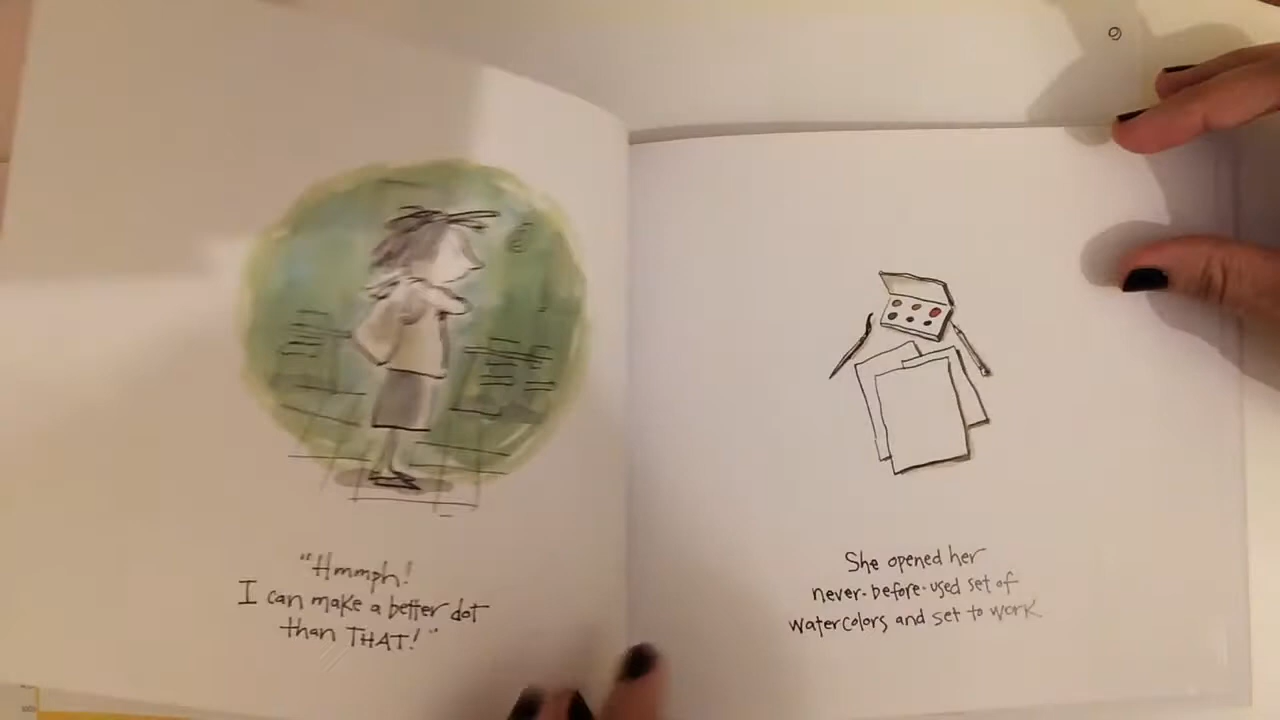 "Hmmph!
I can make a better dot
than THAT!"
She opened her
never-before-used set of
watercolors and set to work